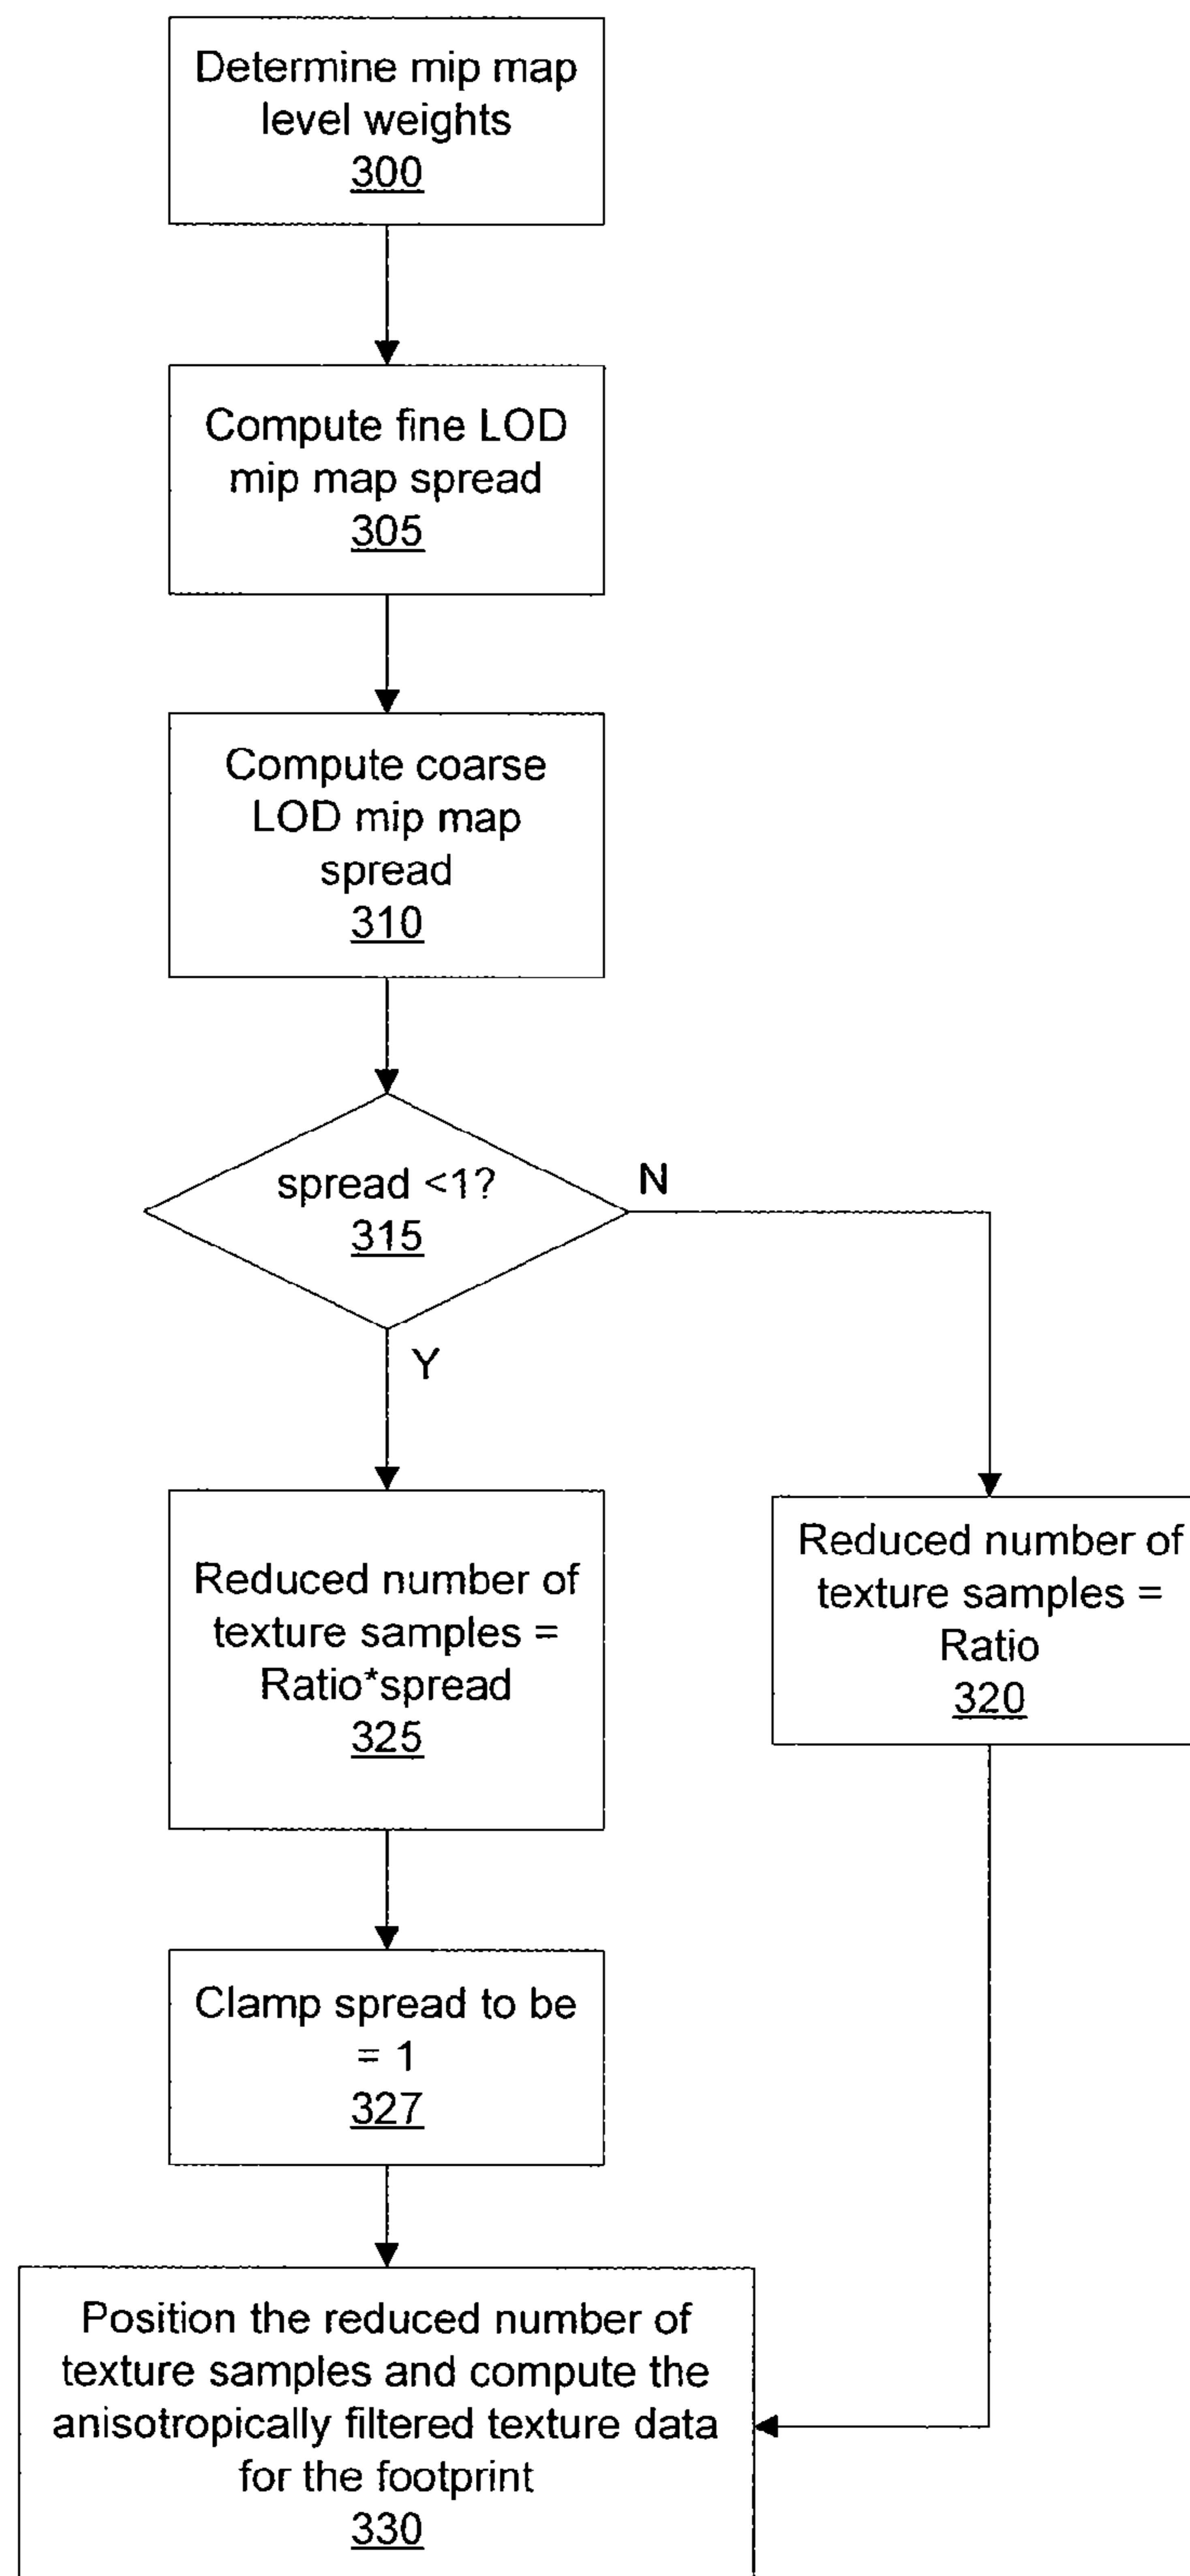 Determine mip map
level weights
300
Compute fine LOD
mip map spread
305
Compute coarse
LOD mip map
spread
310
spread <1?
315
N
Y
Reduced number of
texture samples =
Ratio*spread
325
Reduced number of
texture samples =
Ratio
320
Clamp spread to be
= 1
327
Position the reduced number of
texture samples and compute the
anisotropically filtered texture data
for the footprint
330